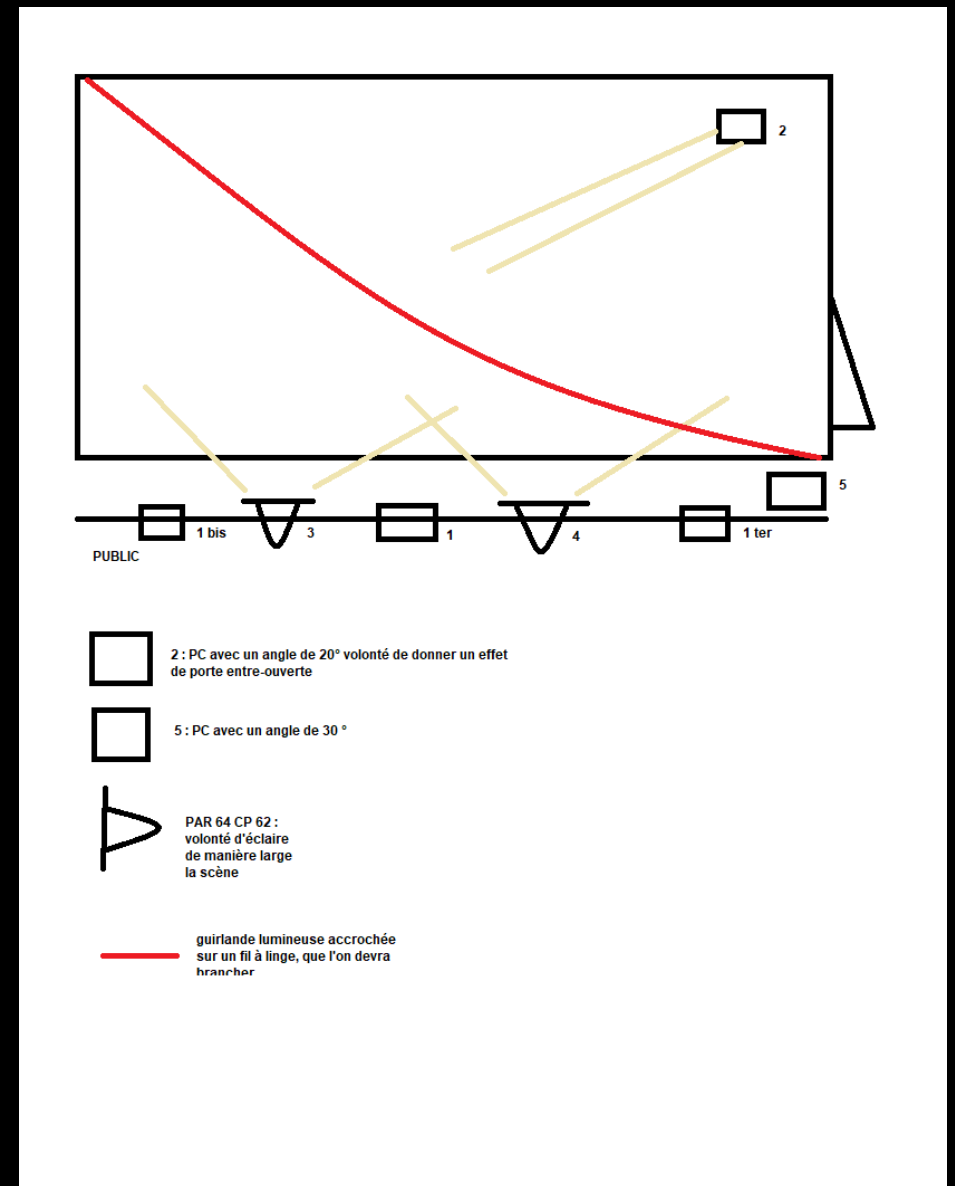 2
5
1 bis
3
1
4
1 ter
PUBLIC
2 : PC avec un angle de 20° volonté de donner un effet
de porte entre-ouverte
5 : PC avec un angle de 30 °
PAR 64 CP 62 :
volonté d'éclaire
de manière large
la scène
guirlande lumineuse accrochée
sur un fil à linge, que l'on devra
brancher